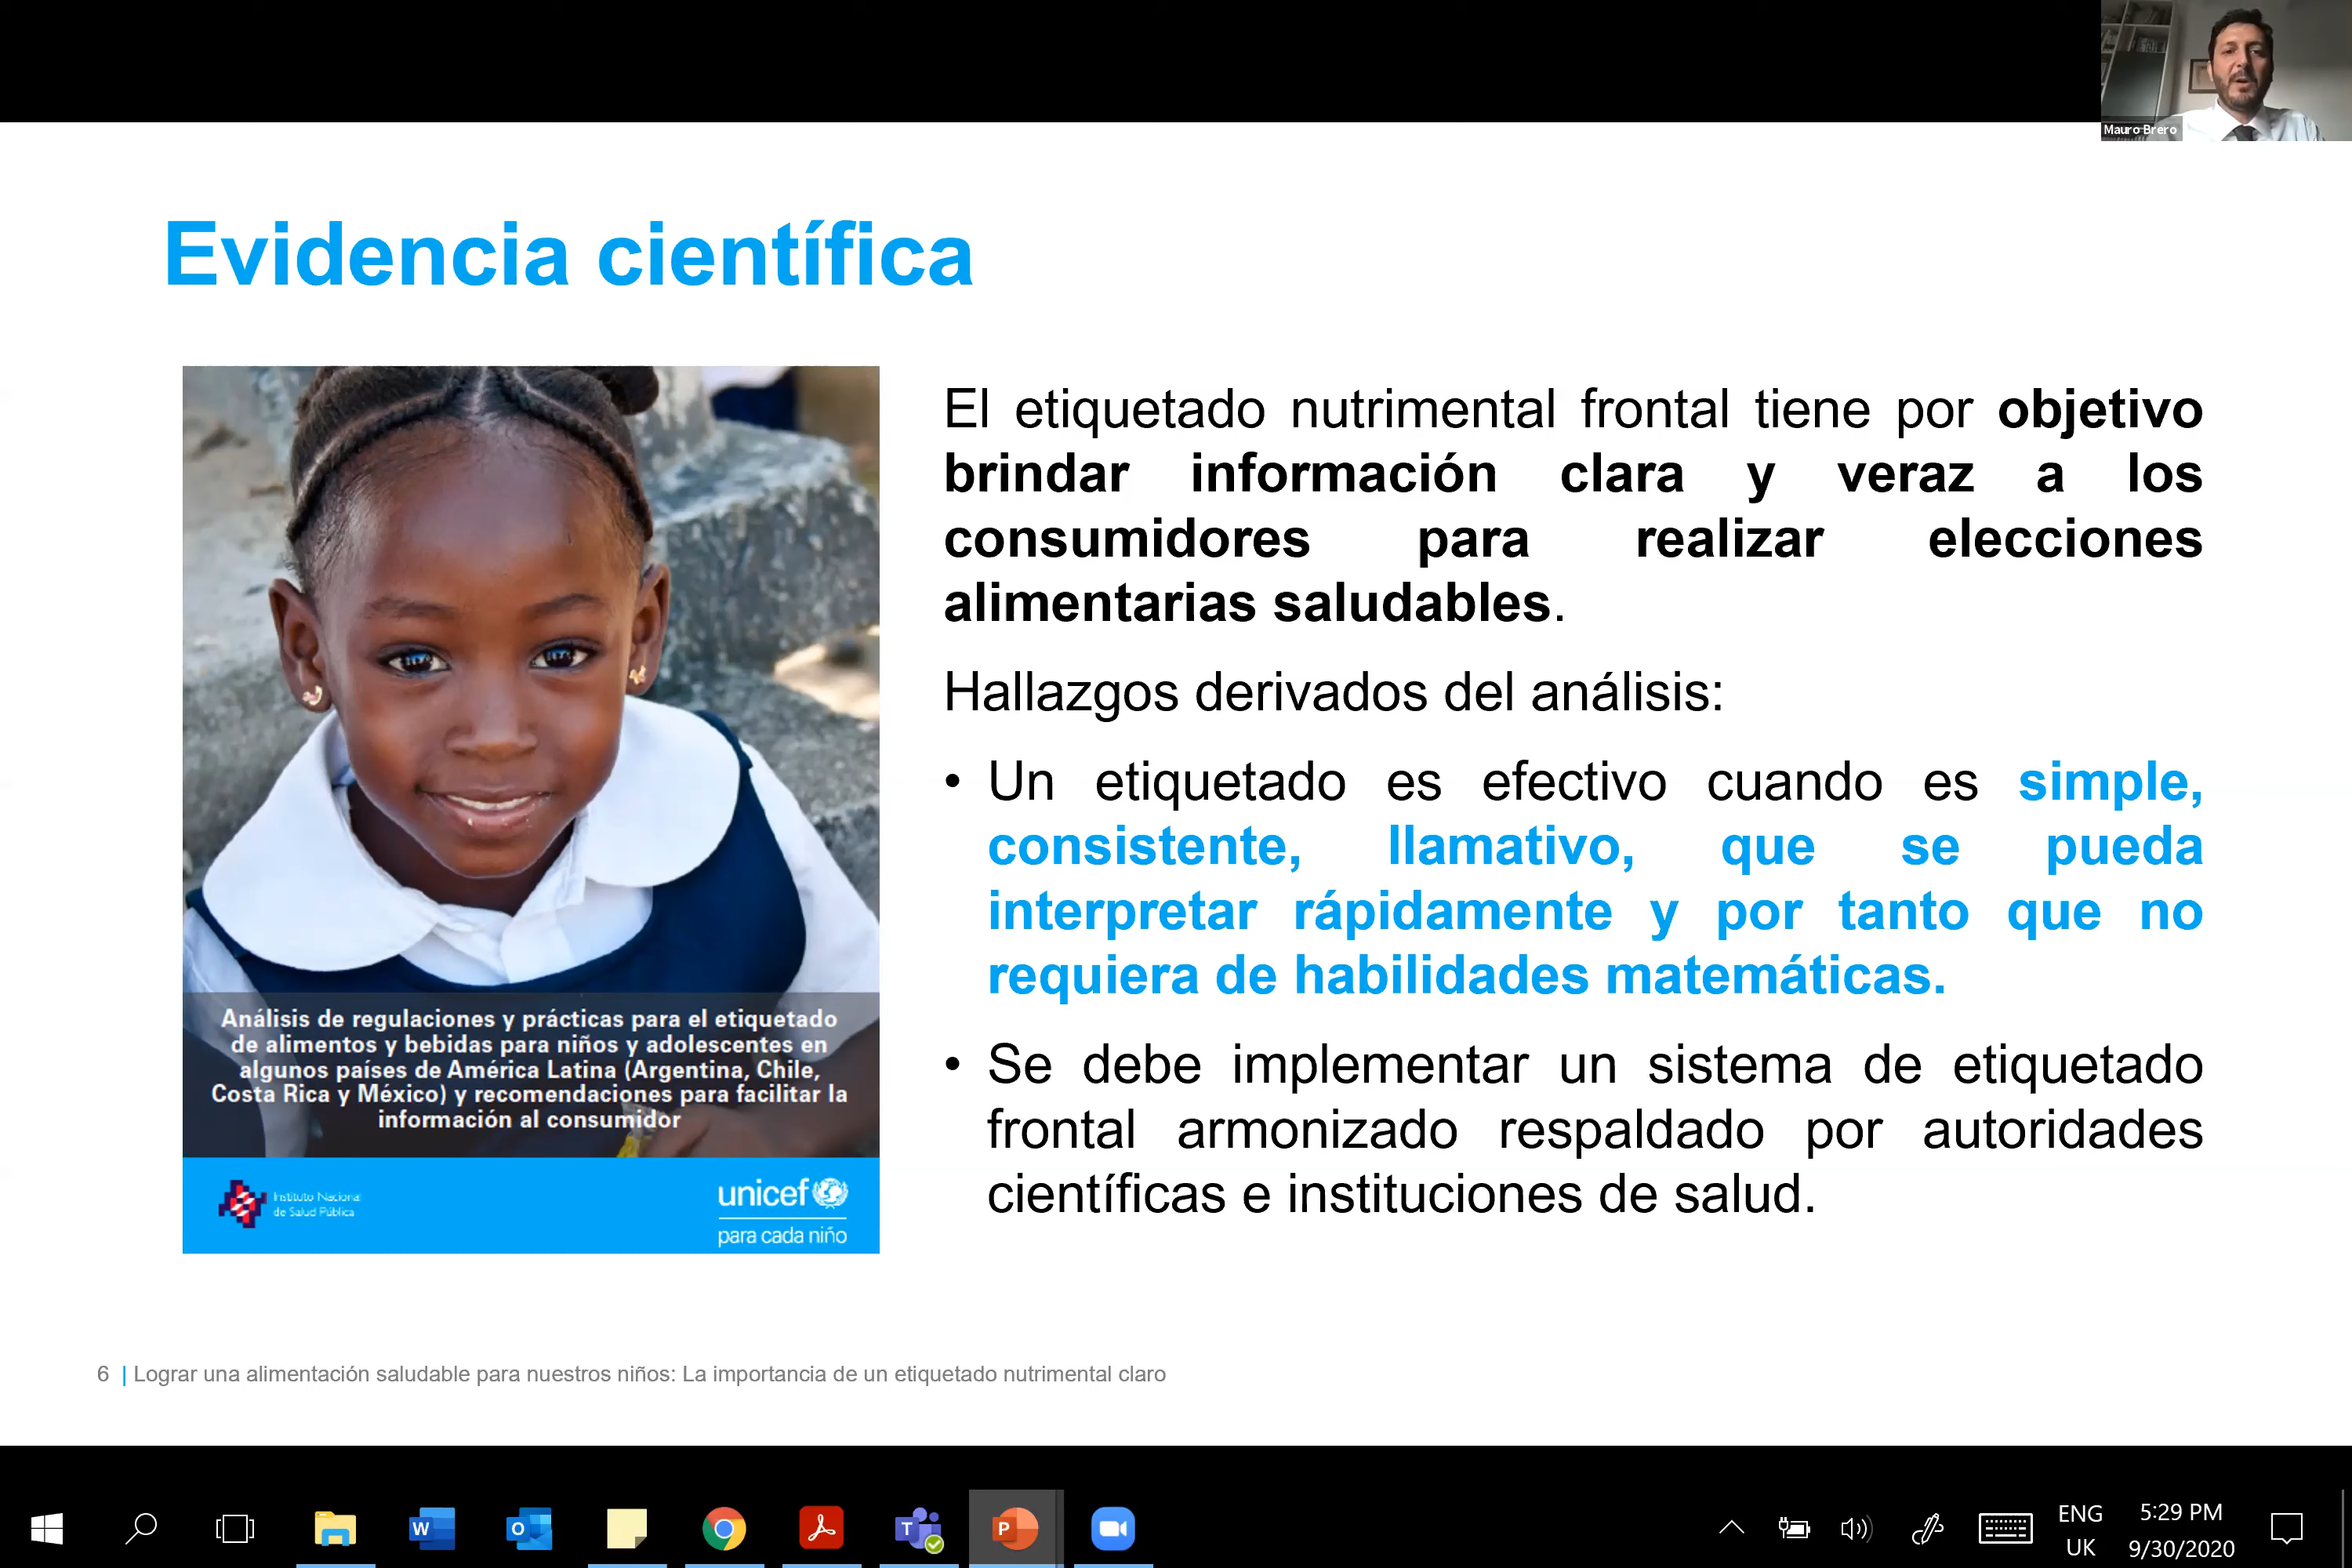 Mauro Brero
Evidencia científica
El etiquetado nutrimental frontal tiene por objetivo
brindar información clara y veraz a los
consumidores para realizar elecciones
alimentarias saludables.
Hallazgos derivados del análisis:
• Un etiquetado es efectivo cuando es simple,
consistente, llamativo, que se pueda
interpretar rápidamente y por tanto que no
requiera de habilidades matemáticas.
• Se debe implementar un sistema de etiquetado
frontal armonizado respaldado por autoridades
científicas e instituciones de salud.
Análisis de regulaciones y prácticas para el etiquetado
de alimentos y bebidas para niños y adolescentes en
algunos países de América Latina (Argentina, Chile,
Costa Rica y México) y recomendaciones para facilitar la
información al consumidor
Instituto Nacional
de Salud Pública
unicef
para cada niño
6 | Lograr una alimentación saludable para nuestros niños: La importancia de un etiquetado nutrimental claro
W
O
T
P
ENG
UK
5:29 PM
9/30/2020